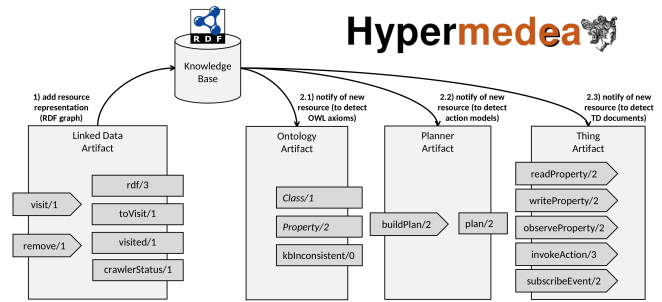 RDF
Hypermedea
Knowledge
Base
1) add resource
representation
(RDF graph)
2.1) notify of new
resource (to detect
OWL axioms)
2.2) notify of new
resource (to detect
action models)
2.3) notify of new
resource (to detect
TD documents)
Linked Data
Artifact
visit/1
remove/1
rdf/3
toVisit/1
visited/1
crawlerStatus/1
Ontology
Artifact
Class/1
Property/2
kbInconsistent/0
Planner
Artifact
buildPlan/2
plan/2
Thing
Artifact
readProperty/2
writeProperty/2
observeProperty/2
invokeAction/3
subscribeEvent/2